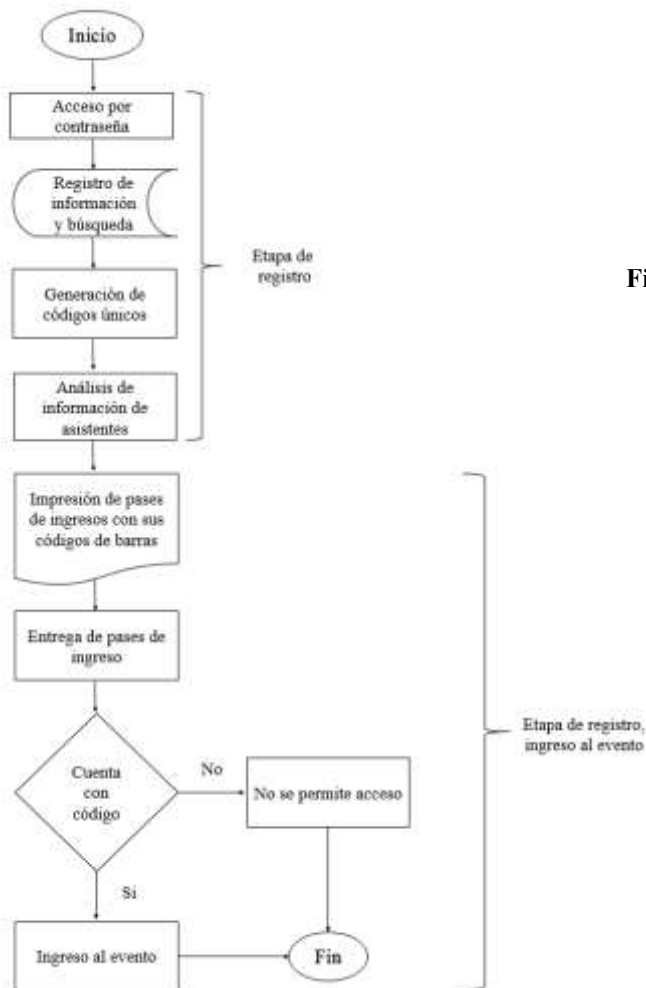 Inicio
Acceso por
contraseña
Registro de
información
y búsqueda
Etapa de
registro
Generación de
códigos únicos
Análisis de
información de
asistentes
Impresión de pases
de ingresos con sus
códigos de barras
Entrega de pases de
ingreso
Etapa de registro,
ingreso al evento
Cuenta
con
código
No
No se permite acceso
Si
Ingreso al evento
Fin